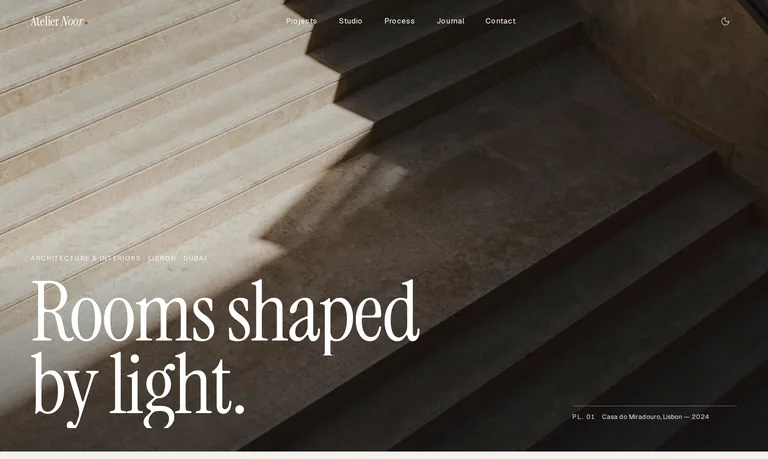 Atelier Noor
Projects Studio Process Journal Contact
ARCHITECTURE & INTERIORS · LISBON · DUBAI
Rooms shaped
by light.
PL. 01 Casa do Miradouro, Lisbon — 2024